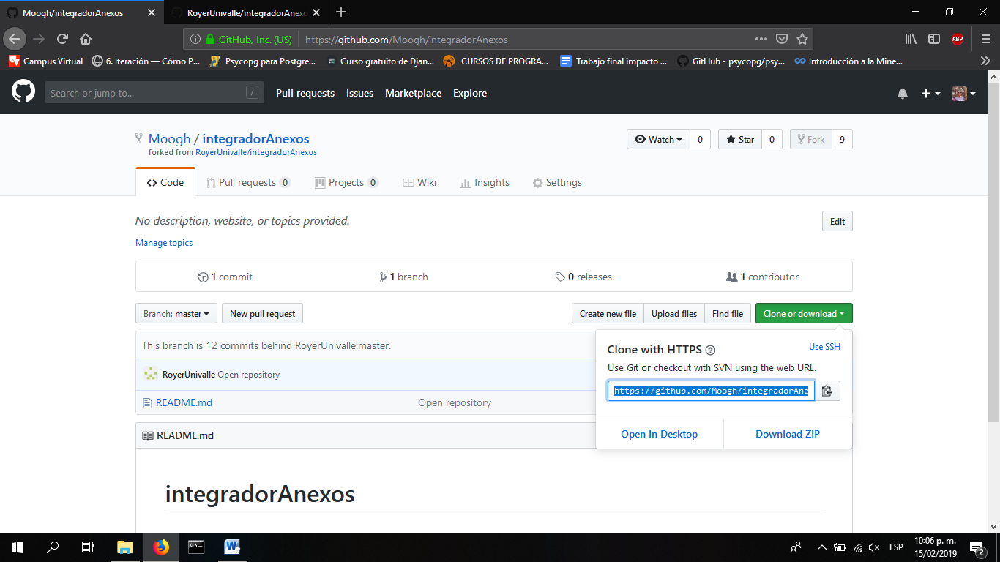 Moogh/integradorAnexos
RoyerUnivalle/integradorAnexo
GitHub, Inc. (US)
https://github.com/Moogh/integradorAnexos
ABP
Campus Virtual
6. Iteración — Cómo P...
Psycopg para Postgre...
Curso gratuito de Djan...
CURSOS DE PROGRA...
Trabajo final impacto ...
GitHub - psycopg/psy...
Introducción a la Mine...
Search or jump to...
/
Pull requests
Issues
Marketplace
Explore
Moogh / integradorAnexos
forked from RoyerUnivalle/integradorAnexos
Watch
0
Star
0
Fork
9
Code
Pull requests 0
Projects 0
Wiki
Insights
Settings
No description, website, or topics provided.
Edit
Manage topics
1 commit
1 branch
0 releases
1 contributor
Branch: master
New pull request
Create new file
Upload files
Find file
Clone or download
This branch is 12 commits behind RoyerUnivalle:master.
RoyerUnivalle Open repository
README.md
Open repository
Clone with HTTPS
Use SSH
Use Git or checkout with SVN using the web URL.
https://github.com/Moogh/integradorAne
Open in Desktop
Download ZIP
README.md
integradorAnexos
ESP
10:06 p. m.
15/02/2019
2